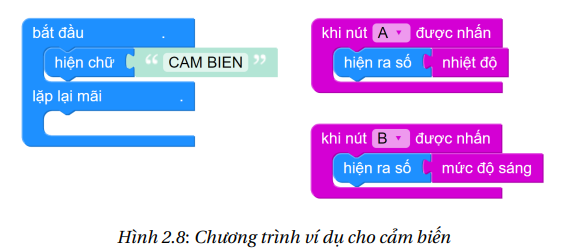 bắt đầu .
hiện chữ “ CAM BIEN ”
lặp lại mãi .
khi nút A được nhấn
hiện ra số nhiệt độ
khi nút B được nhấn
hiện ra số mức độ sáng
Hình 2.8: Chương trình ví dụ cho cảm biến